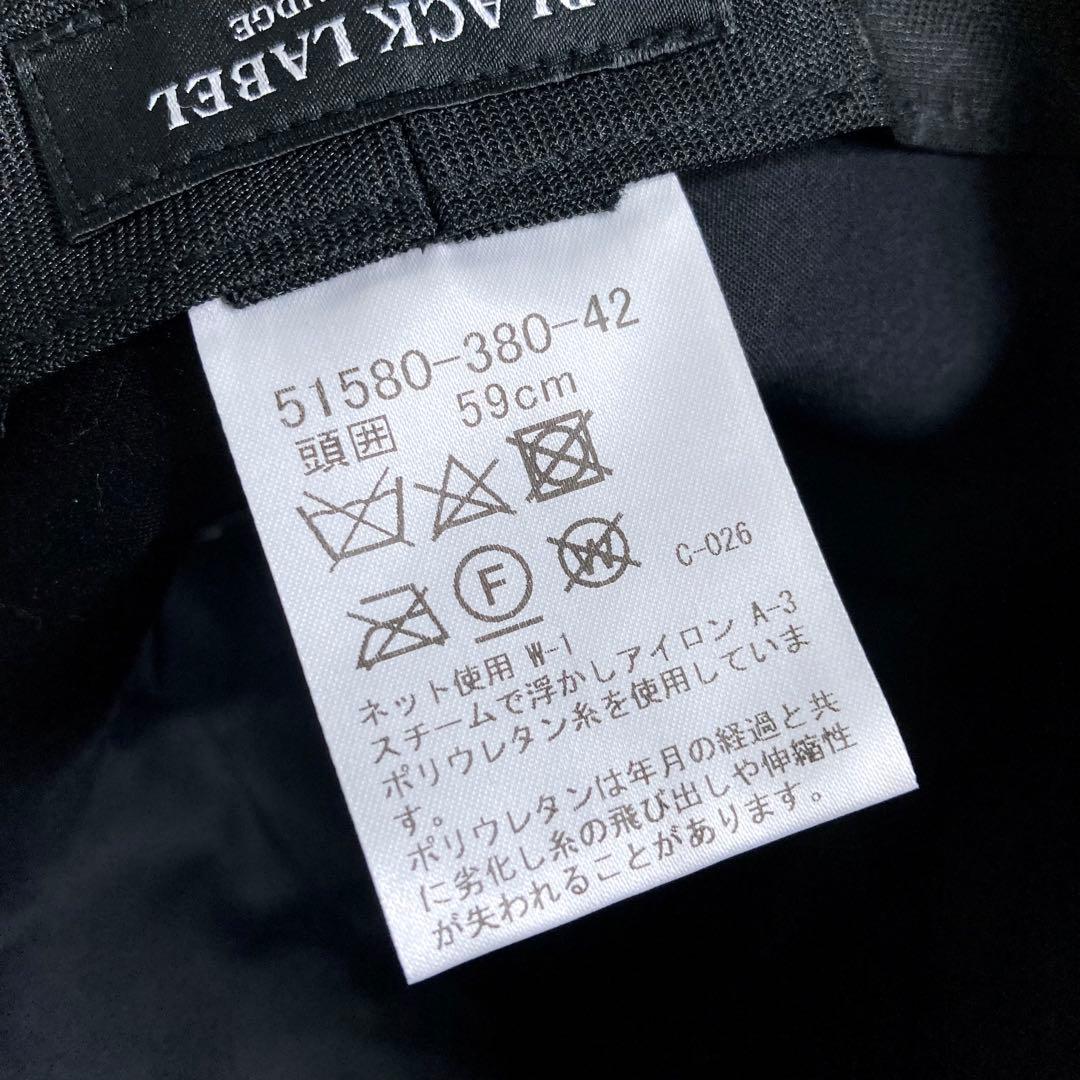 BLACK LABEL
51580-380-42
頭囲 59cm
F
W
C-026
ネット使用 W-1
スチームで浮かしアイロン A-3
ポリウレタン糸を使用していま
す。
ポリウレタンは年月の経過と共
に劣化し糸の飛び出しや伸縮性
が失われることがあります。